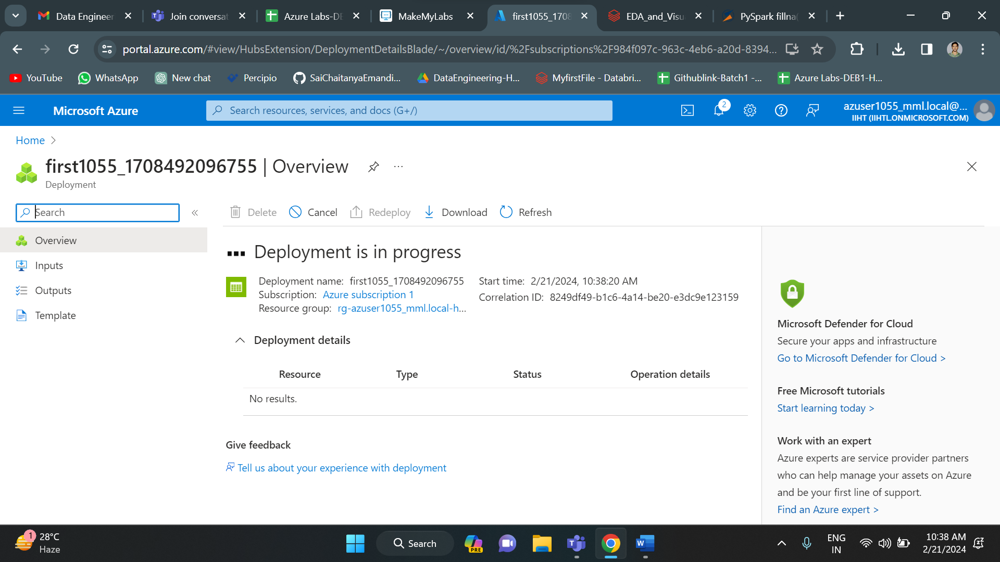 Data Engineer
Join conversat
Azure Labs-DE
MakeMyLabs
first1055_1708
EDA_and_Visu
PySpark fillna(
portal.azure.com/#view/HubsExtension/DeploymentDetailsBlade/~/overview/id/%2Fsubscriptions%2F984f097c-963c-4eb6-a20d-8394...
YouTube
WhatsApp
New chat
Percipio
SaiChaitanyaEmandi...
DataEngineering-H...
MyfirstFile - Databri...
Githublink-Batch1 -...
Azure Labs-DEB1-H...
Microsoft Azure
Search resources, services, and docs (G+/)
2
azuser1055_mml.local@...
IIHT (IIHTL.ONMICROSOFT.COM)
Home
first1055_1708492096755 | Overview
Deployment
Search
Delete
Cancel
Redeploy
Download
Refresh
Overview
Inputs
Outputs
Template
Deployment is in progress
Deployment name: first1055_1708492096755
Subscription: Azure subscription 1
Resource group: rg-azuser1055_mml.local-h...
Start time: 2/21/2024, 10:38:20 AM
Correlation ID: 8249df49-b1c6-4a14-be20-e3dc9e123159
Deployment details
Resource Type Status Operation details
No results.
Give feedback
Tell us about your experience with deployment
Microsoft Defender for Cloud
Secure your apps and infrastructure
Go to Microsoft Defender for Cloud >
Free Microsoft tutorials
Start learning today >
Work with an expert
Azure experts are service provider partners
who can help manage your assets on Azure
and be your first line of support.
Find an Azure expert >
1
28°C
Haze
Search
PRE
ENG
IN
10:38 AM
2/21/2024